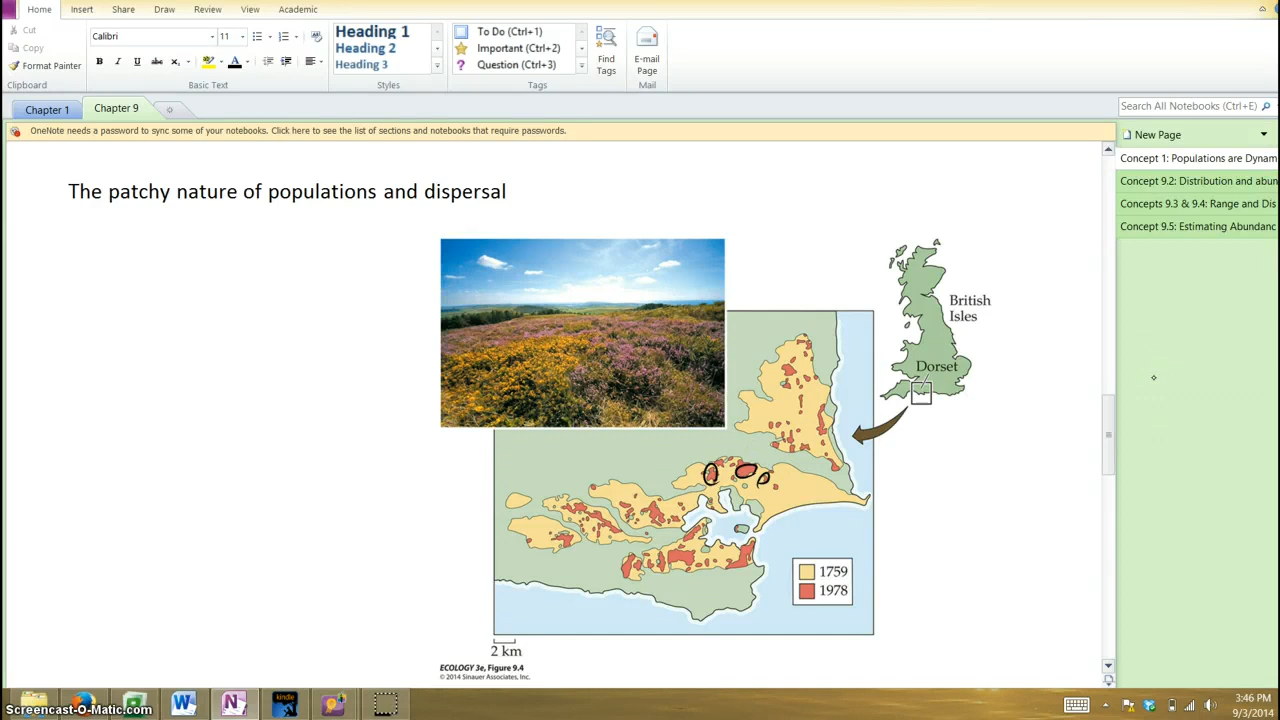 Home Insert Share Draw Review View Academic
Cut
Copy
Format Painter
Clipboard
Calibri 11
B I U abc X₂ A
Basic Text
Heading 1
Heading 2
Heading 3
Styles
To Do (Ctrl+1)
Important (Ctrl+2)
? Question (Ctrl+3)
Tags
Find
Tags
E-mail
Page
Mail
Chapter 1 Chapter 9
Search All Notebooks (Ctrl+E)
OneNote needs a password to sync some of your notebooks. Click here to see the list of sections and notebooks that require passwords.
New Page
Concept 1: Populations are Dynam
Concept 9.2: Distribution and abun
Concepts 9.3 & 9.4: Range and Dis
Concept 9.5: Estimating Abundanc
The patchy nature of populations and dispersal
British
Isles
Dorset
1759
1978
2 km
ECOLOGY 3e, Figure 9.4
© 2014 Sinauer Associates, Inc.
kindle
Screencast-O-Matic.com
3:46 PM
9/3/2014